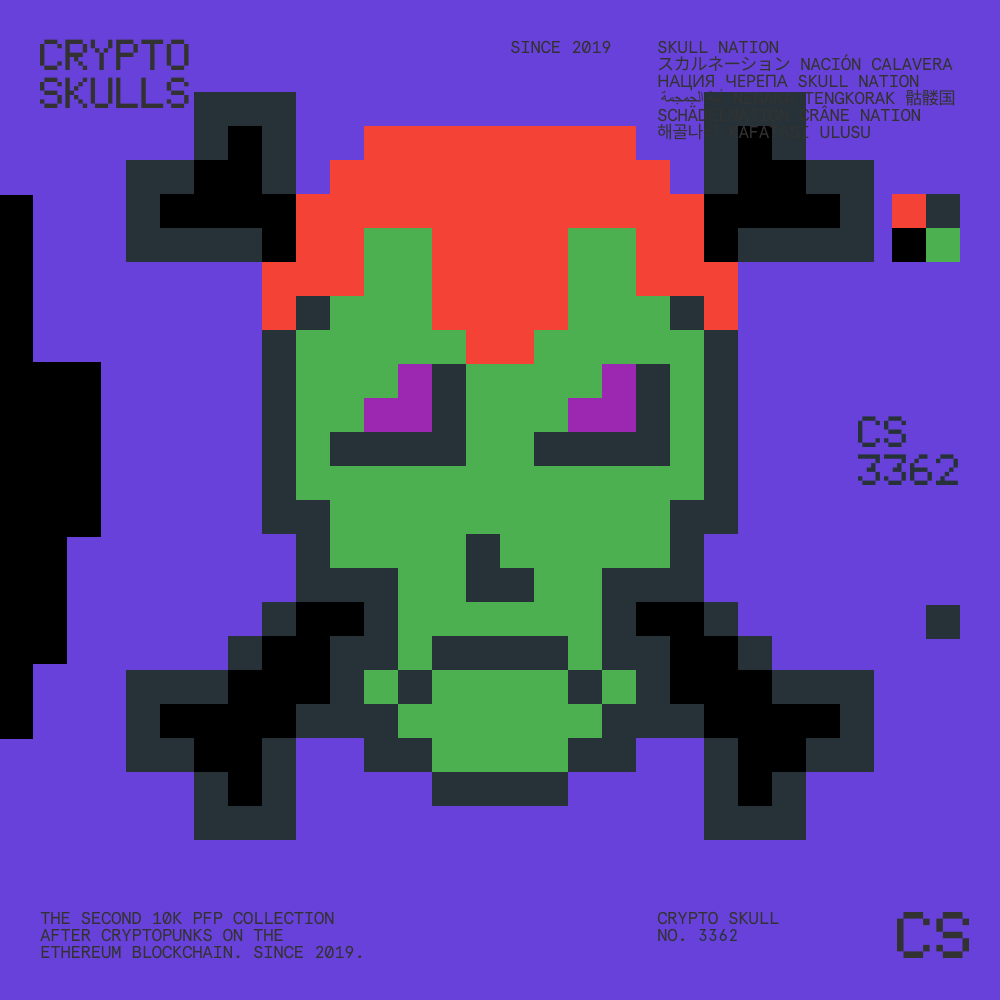 CRYPTO
SKULLS
SINCE 2019
SKULL NATION
スカルネーション NACIÓN CALAVERA
НАЦИЯ ЧЕРЕПА SKULL NATION
TENGKORAK 骷髅国
CRÂNE NATION
해골 ULUSU
CS
3362
THE SECOND 10K PFP COLLECTION
AFTER CRYPTOPUNKS ON THE
ETHEREUM BLOCKCHAIN. SINCE 2019.
CRYPTO SKULL
NO. 3362
CS